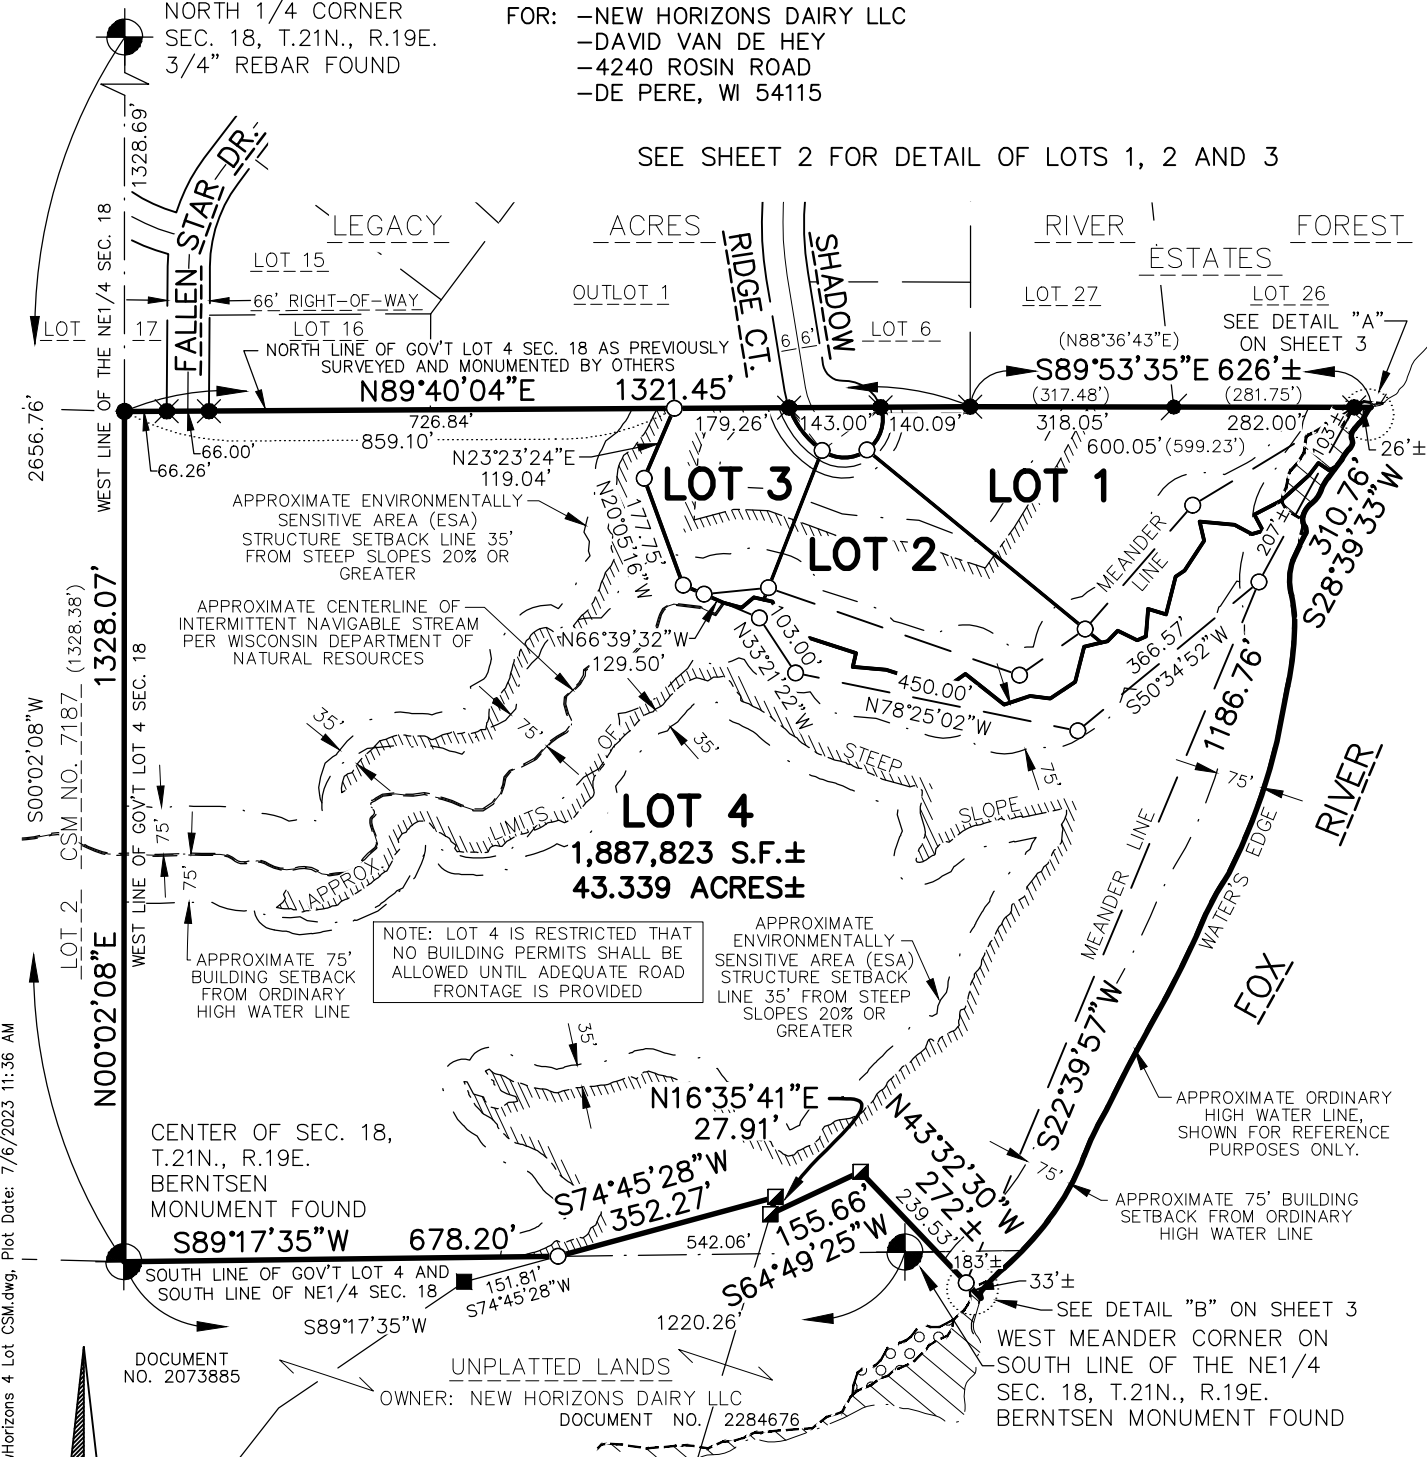 NORTH 1/4 CORNER
SEC. 18, T.21N., R.19E.
3/4" REBAR FOUND
FOR: -NEW HORIZONS DAIRY LLC
-DAVID VAN DE HEY
-4240 ROSIN ROAD
-DE PERE, WI 54115
SEE SHEET 2 FOR DETAIL OF LOTS 1, 2 AND 3
1328.69'
FALLEN STAR DR.
LEGACY
ACRES
RIVER
FOREST
ESTATES
LOT 15
66' RIGHT-OF-WAY
LOT 17
LOT 16
OUTLOT 1
RIDGE CT.
SHADOW
66'
LOT 6
LOT 27
LOT 26
SEE DETAIL "A"
ON SHEET 3
NORTH LINE OF GOV'T LOT 4 SEC. 18 AS PREVIOUSLY
SURVEYED AND MONUMENTED BY OTHERS
(N88°36'43"E)
N89°40'04"E 1321.45'
S89°53'35"E 626'±
(317.48')
(281.75')
726.84'
859.10'
179.26'
143.00'
140.09'
318.05'
282.00'
600.05' (599.23')
103'±
26'±
66.26'
66.00'
2656.76'
WEST LINE OF THE NE1/4 SEC. 18
N23°23'24"E
119.04'
LOT 3
LOT 1
LOT 2
177.75'
N20°05'16"W
APPROXIMATE ENVIRONMENTALLY
SENSITIVE AREA (ESA)
STRUCTURE SETBACK LINE 35'
FROM STEEP SLOPES 20% OR
GREATER
MEANDER
LINE
207'±
310.76'
S28°39'33"W
APPROXIMATE CENTERLINE OF
INTERMITTENT NAVIGABLE STREAM
PER WISCONSIN DEPARTMENT OF
NATURAL RESOURCES
N66°39'32"W
129.50'
103.00'
N33°21'22"W
450.00'
N78°25'02"W
366.57'
S50°34'52"W
1186.76'
1328.07'
(1328.38')
S00°02'08"W
LOT 2 CSM NO. 7187
WEST LINE OF GOV'T LOT 4 SEC. 18
N00°02'08"E
35'
75'
35'
75'
75'
75'
75'
APPROX. LIMITS OF STEEP SLOPE
LOT 4
1,887,823 S.F.±
43.339 ACRES±
MEANDER LINE
WATER'S EDGE
FOX RIVER
NOTE: LOT 4 IS RESTRICTED THAT
NO BUILDING PERMITS SHALL BE
ALLOWED UNTIL ADEQUATE ROAD
FRONTAGE IS PROVIDED
APPROXIMATE
ENVIRONMENTALLY
SENSITIVE AREA (ESA)
STRUCTURE SETBACK
LINE 35' FROM STEEP
SLOPES 20% OR
GREATER
APPROXIMATE 75'
BUILDING SETBACK
FROM ORDINARY
HIGH WATER LINE
35'
S2°39'57"W
N16°35'41"E
27.91'
APPROXIMATE ORDINARY
HIGH WATER LINE,
SHOWN FOR REFERENCE
PURPOSES ONLY.
CENTER OF SEC. 18,
T.21N., R.19E.
BERNTSEN
MONUMENT FOUND
S74°45'28"W
352.27'
N43°32'30"W
272'±
239.53'
75'
APPROXIMATE 75' BUILDING
SETBACK FROM ORDINARY
HIGH WATER LINE
S89°17'35"W 678.20'
155.66'
S64°49'25"W
542.06'
183'±
33'±
SOUTH LINE OF GOV'T LOT 4 AND
SOUTH LINE OF NE1/4 SEC. 18
151.81'
S74°45'28"W
S89°17'35"W
1220.26'
SEE DETAIL "B" ON SHEET 3
WEST MEANDER CORNER ON
SOUTH LINE OF THE NE1/4
SEC. 18, T.21N., R.19E.
BERNTSEN MONUMENT FOUND
DOCUMENT
NO. 2073885
UNPLATTED LANDS
OWNER: NEW HORIZONS DAIRY LLC
DOCUMENT NO. 2284676
Horizons 4 Lot CSM.dwg, Plot Date: 7/6/2023 11:36 AM